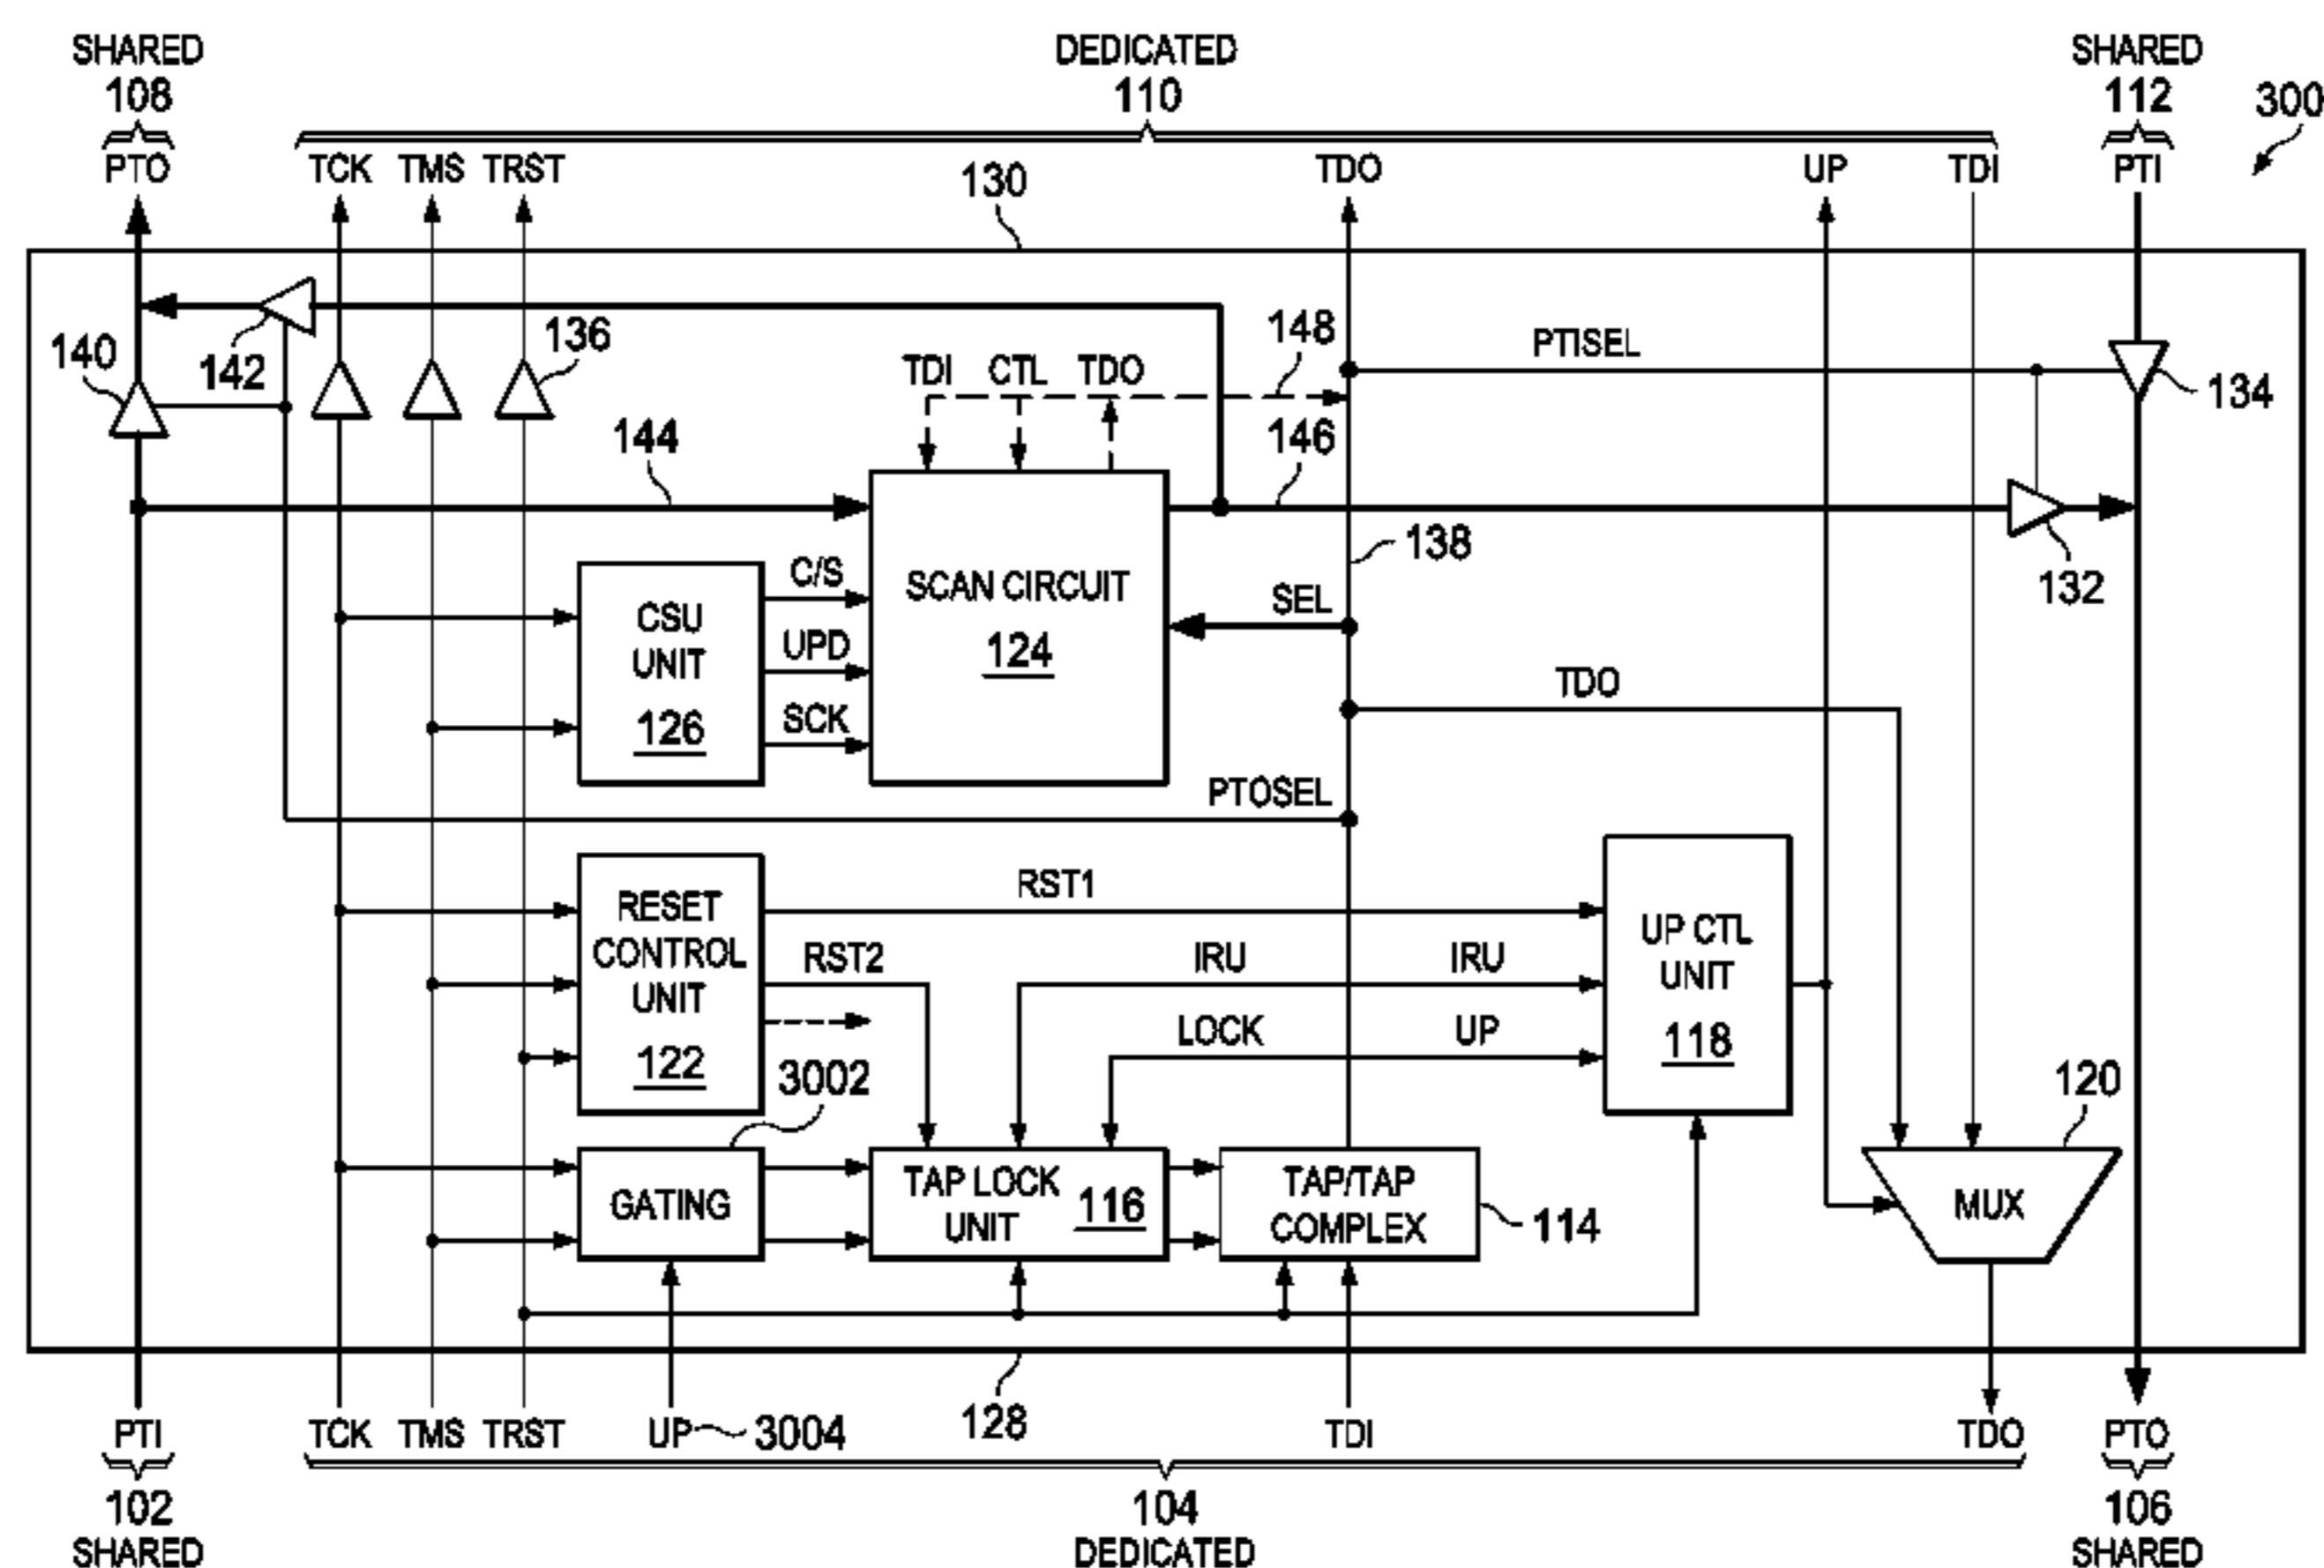 SHARED
108
DEDICATED
110
SHARED
112
300
PTO
TCK
TMS
TRST
130
TDO
UP
TDI
PTI
140
142
136
148
PTISEL
134
TDI
CTL
TDO
144
146
138
132
C/S
UPD
SCK
CSU
UNIT
126
SCAN CIRCUIT
124
SEL
TDO
PTOSEL
RESET
CONTROL
UNIT
122
RST1
RST2
IRU
IRU
LOCK
UP
UP CTL
UNIT
118
3002
120
GATING
TAP LOCK
UNIT
116
TAP/TAP
COMPLEX
114
MUX
PTI
TCK
TMS
TRST
UP
3004
128
TDI
TDO
PTO
102
SHARED
104
DEDICATED
106
SHARED